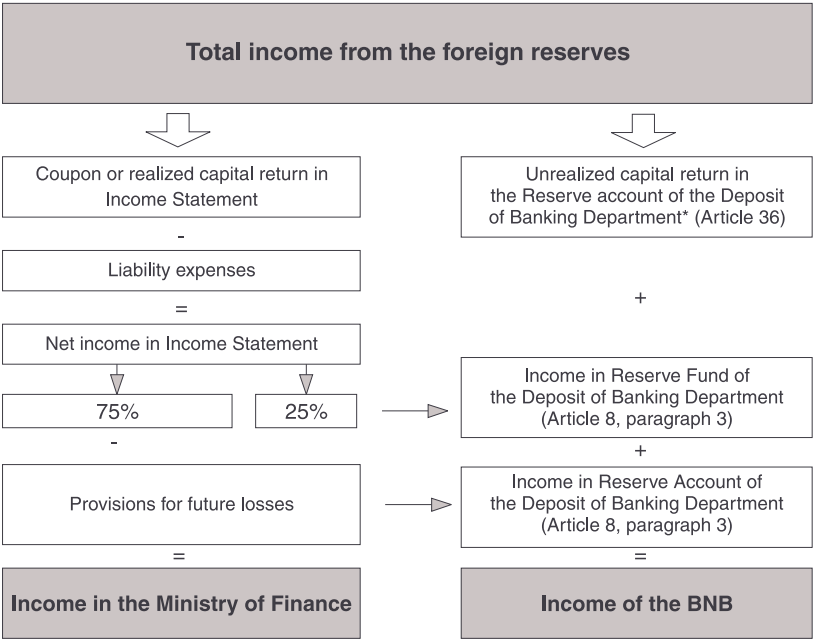 Total income from the foreign reserves
Coupon or realized capital return in
Income Statement
-
Liability expenses
=
Net income in Income Statement
75%
25%
-
Provisions for future losses
=
Income in the Ministry of Finance
Unrealized capital return in
the Reserve account of the Deposit
of Banking Department* (Article 36)
+
Income in Reserve Fund of
the Deposit of Banking Department
(Article 8, paragraph 3)
+
Income in Reserve Account of
the Deposit of Banking Department
(Article 8, paragraph 3)
=
Income of the BNB